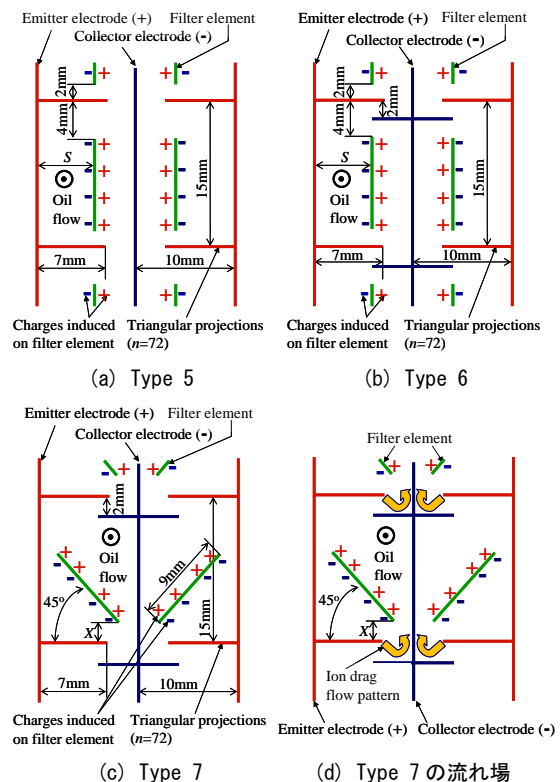 Emitter electrode (+)
Filter element
Collector electrode (-)
2mm
4mm
S
Oil
flow
15mm
7mm
10mm
Charges induced
on filter element
Triangular projections
(n=72)
(a) Type 5
Emitter electrode (+)
Filter element
Collector electrode (-)
2mm
2mm
4mm
S
Oil
flow
15mm
7mm
10mm
Charges induced
on filter element
Triangular projections
(n=72)
(b) Type 6
Emitter electrode (+)
Filter element
Collector electrode (-)
2mm
Oil
flow
9mm
15mm
45°
X
7mm
10mm
Charges induced
on filter element
Triangular projections
(n=72)
(c) Type 7
Filter element
Oil
flow
45°
X
Ion drag
flow pattern
Emitter electrode (+)
Collector electrode (-)
(d) Type 7 の流れ場